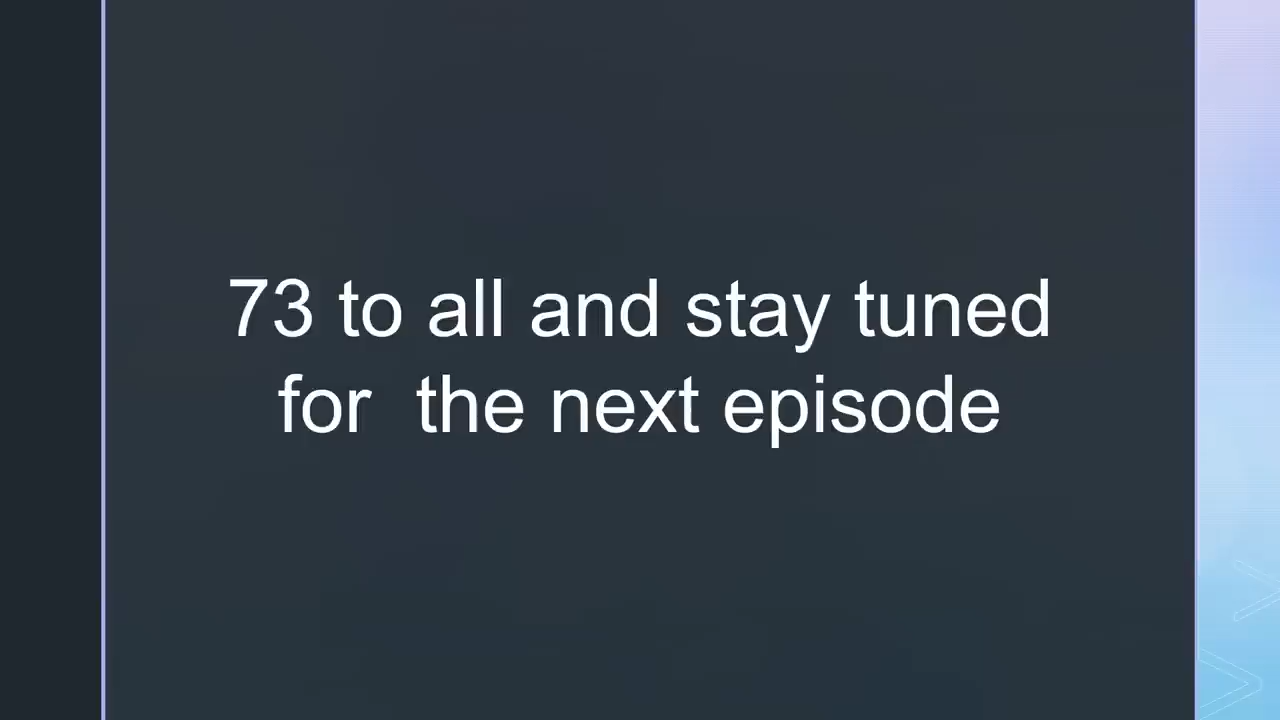 73 to all and stay tuned
for  the next episode